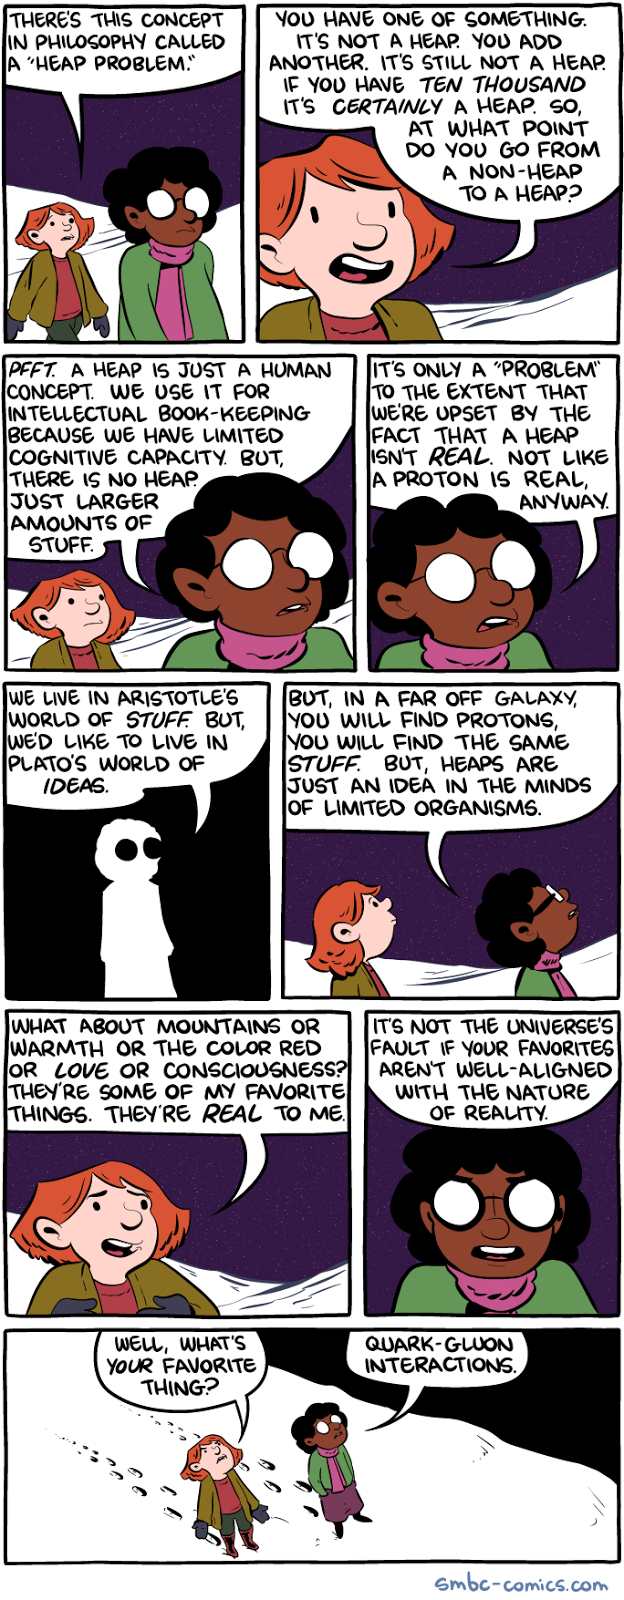 THERE'S THIS CONCEPT
IN PHILOSOPHY CALLED
A "HEAP PROBLEM."
YOU HAVE ONE OF SOMETHING.
IT'S NOT A HEAP. YOU ADD
ANOTHER. IT'S STILL NOT A HEAP.
IF YOU HAVE TEN THOUSAND
IT'S CERTAINLY A HEAP. SO,
AT WHAT POINT
DO YOU GO FROM
A NON-HEAP
TO A HEAP?
PFFT. A HEAP IS JUST A HUMAN
CONCEPT. WE USE IT FOR
INTELLECTUAL BOOK-KEEPING
BECAUSE WE HAVE LIMITED
COGNITIVE CAPACITY. BUT,
THERE IS NO HEAP.
JUST LARGER
AMOUNTS OF
STUFF.
IT'S ONLY A "PROBLEM"
TO THE EXTENT THAT
WE'RE UPSET BY THE
FACT THAT A HEAP
ISN'T REAL. NOT LIKE
A PROTON IS REAL,
ANYWAY.
WE LIVE IN ARISTOTLE'S
WORLD OF STUFF. BUT,
WE'D LIKE TO LIVE IN
PLATO'S WORLD OF
IDEAS.
BUT, IN A FAR OFF GALAXY,
YOU WILL FIND PROTONS,
YOU WILL FIND THE SAME
STUFF. BUT, HEAPS ARE
JUST AN IDEA IN THE MINDS
OF LIMITED ORGANISMS.
WHAT ABOUT MOUNTAINS OR
WARMTH OR THE COLOR RED
OR LOVE OR CONSCIOUSNESS?
THEY'RE SOME OF MY FAVORITE
THINGS. THEY'RE REAL TO ME.
IT'S NOT THE UNIVERSE'S
FAULT IF YOUR FAVORITES
AREN'T WELL-ALIGNED
WITH THE NATURE
OF REALITY.
WELL, WHAT'S
YOUR FAVORITE
THING?
QUARK-GLUON
INTERACTIONS.
smbc-comics.com